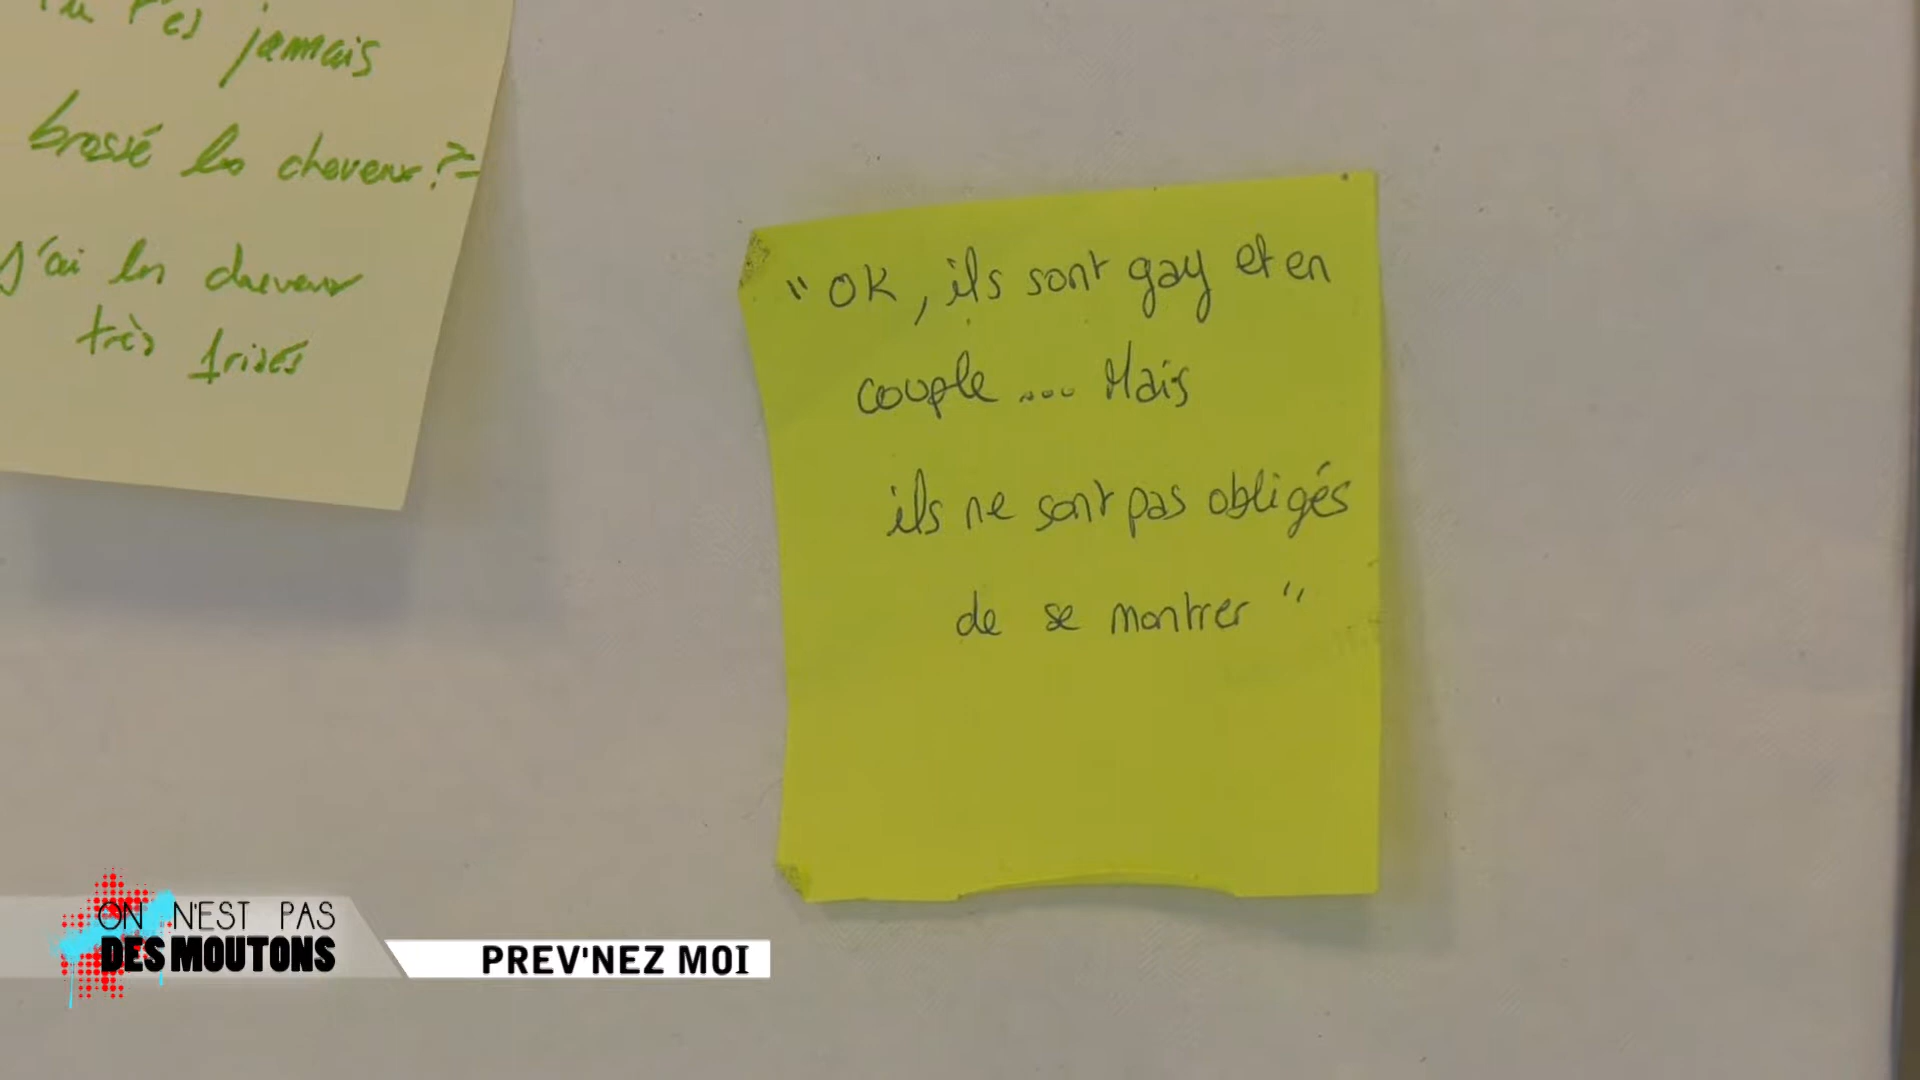 jamais
brossé les cheveux?=
J'ai les cheveux
très frisés
"OK, ils sont gay et en
couple .... Mais
ils ne sont pas obligés
de se montrer"
ON N'EST PAS
DES MOUTONS
PREV'NEZ MOI